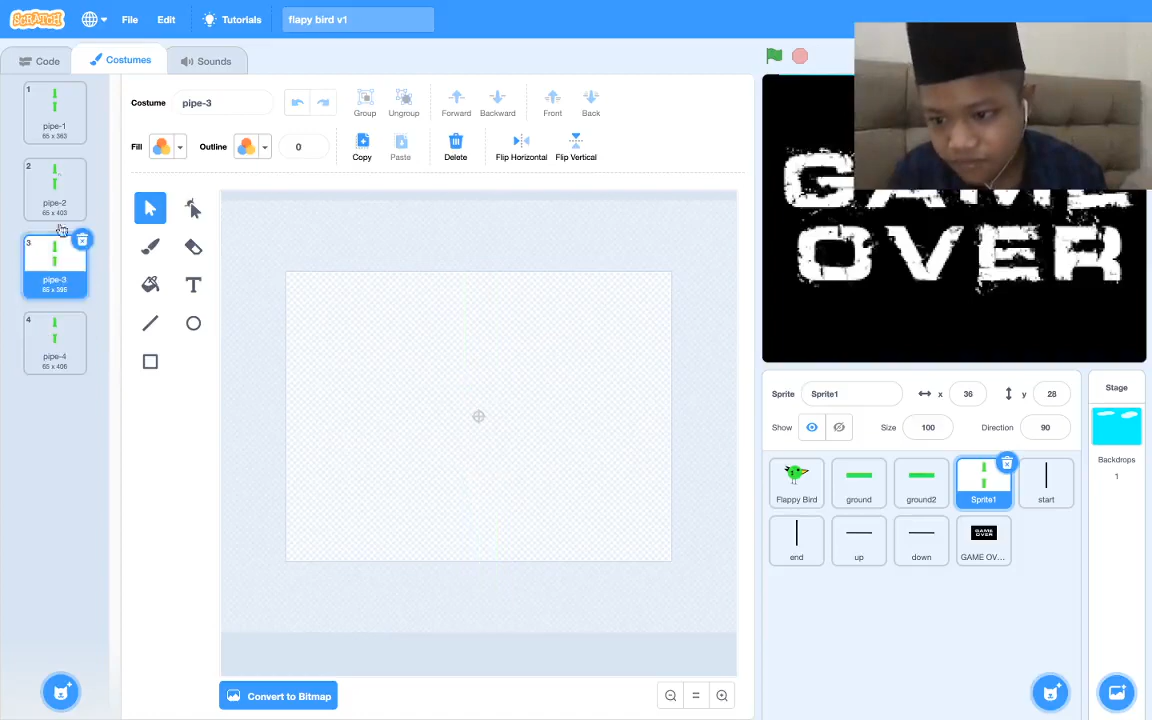 SCRATCH File Edit Tutorials flapy bird v1
Code Costumes Sounds
1
pipe-1
65 x 363
2
pipe-2
65 x 403
3
pipe-3
65 x 395
4
pipe-4
65 x 406
Costume pipe-3 Group Ungroup Forward Backward Front Back
Fill Outline 0 Copy Paste Delete Flip Horizontal Flip Vertical
Convert to Bitmap
GAME
OVER
Sprite Sprite1 x 36 y 28
Show Size 100 Direction 90
Flappy Bird ground ground2 Sprite1 start
end up down GAME OV...
GAME
OVER
Stage
Backdrops
1